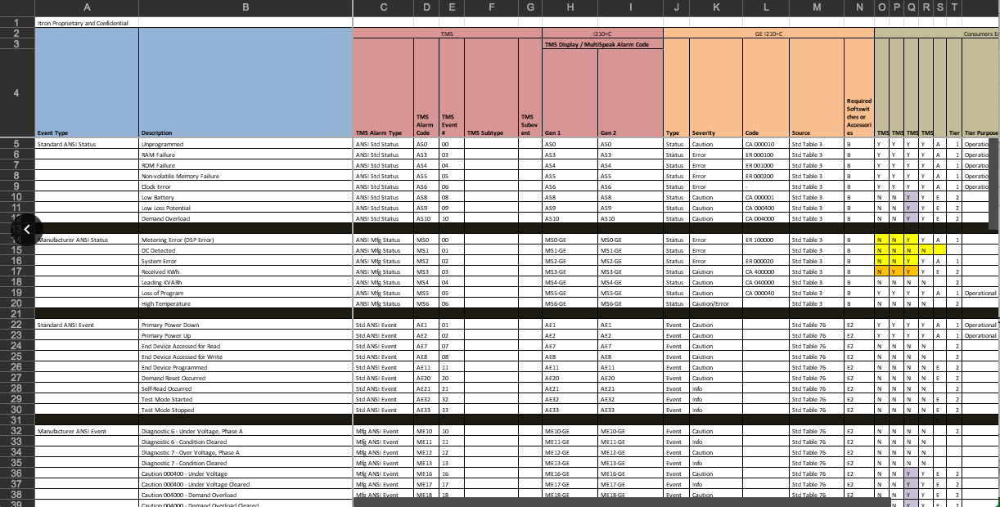 A B C D E F G H I J K L M N O P Q R S T
1 Itron Proprietary and Confidential
2 TMS I210+C GE I210+C
3 TMS Display / MultiSpeak Alarm Code
4 Event Type Description TMS Alarm Type TMS Alarm Code TMS Event # TMS Subtype TMS Subev ent Gen 1 Gen 2 Type Severity Code Source Required Softswit ches or Accessori es TMS TMS TMS TMS Tier Tier Purpose
5 Standard ANSI Status Unprogrammed ANSI Std Status AS0 00 AS0 AS0 Status Caution CA 000010 Std Table 3 B Y Y Y Y A 1 Operatio
6 RAM Failure ANSI Std Status AS3 03 AS3 AS3 Status Error ER 000100 Std Table 3 B Y Y Y Y A 1 Operatio
7 ROM Failure ANSI Std Status AS4 04 AS4 AS4 Status Error ER 001000 Std Table 3 B Y Y Y Y A 1 Operatio
8 Non-volatile Memory Failure ANSI Std Status AS5 05 AS5 AS5 Status Error ER 000200 Std Table 3 B Y Y Y Y A 1 Operatio
9 Clock Error ANSI Std Status AS6 06 AS6 AS6 Status Error - Std Table 3 B Y Y Y Y A 1 Operatio
10 Low Battery ANSI Std Status AS8 08 AS8 AS8 Status Caution CA 000001 Std Table 3 B N N Y Y E 2
11 Low Loss Potential ANSI Std Status AS9 09 AS9 AS9 Status Caution CA 000400 Std Table 3 B N N Y Y E 2
12 Demand Overload ANSI Std Status AS10 10 AS10 AS10 Status Caution CA 004000 Std Table 3 B N N Y Y E 2
13
14 Manufacturer ANSI Status Metering Error (DSP Error) ANSI Mfg Status MS0 00 MS0-GE MS0-GE Status Error ER 100000 Std Table 3 B N N Y Y A 1
15 DC Detected ANSI Mfg Status MS1 01 MS1-GE MS1-GE Status Error Std Table 3 B N N N N
16 System Error ANSI Mfg Status MS2 02 MS2-GE MS2-GE Status Error ER 000020 Std Table 3 B N N Y Y A 1
17 Received KWh ANSI Mfg Status MS3 03 MS3-GE MS3-GE Status Caution CA 400000 Std Table 3 B N Y Y Y E 2
18 Leading KVARh ANSI Mfg Status MS4 04 MS4-GE MS4-GE Status Caution CA 040000 Std Table 3 B N N N N 2
19 Loss of Program ANSI Mfg Status MS5 05 MS5-GE MS5-GE Status Caution CA 000040 Std Table 3 B Y Y Y Y A 1 Operational
20 High Temperature ANSI Mfg Status MS6 06 MS6-GE MS6-GE Status Caution/Error Std Table 3 B N N N N 2
21
22 Standard ANSI Event Primary Power Down Std ANSI Event AE1 01 AE1 AE1 Event Caution Std Table 76 E2 Y Y Y Y A 1 Operational
23 Primary Power Up Std ANSI Event AE2 02 AE2 AE2 Event Caution Std Table 76 E2 Y Y Y Y A 1 Operational
24 End Device Accessed for Read Std ANSI Event AE7 07 AE7 AE7 Event Caution Std Table 76 E2 N N N N 2
25 End Device Accessed for Write Std ANSI Event AE8 08 AE8 AE8 Event Caution Std Table 76 E2 N N N N 2
26 End Device Programmed Std ANSI Event AE11 11 AE11 AE11 Event Caution Std Table 76 E2 N N N N E 2
27 Demand Reset Occurred Std ANSI Event AE20 20 AE20 AE20 Event Caution Std Table 76 E2 N N N N E 2
28 Self-Read Occurred Std ANSI Event AE21 21 AE21 AE21 Event Info Std Table 76 E2 N N N N 2
29 Test Mode Started Std ANSI Event AE32 32 AE32 AE32 Event Info Std Table 76 E2 N N N N E 2
30 Test Mode Stopped Std ANSI Event AE33 33 AE33 AE33 Event Info Std Table 76 E2 N N N N E 2
31
32 Manufacturer ANSI Event Diagnostic 6 - Under Voltage, Phase A Mfg ANSI Event ME10 10 ME10-GE ME10-GE Event Caution Std Table 76 E2 N N N N 2
33 Diagnostic 6 - Condition Cleared Mfg ANSI Event ME11 11 ME11-GE ME11-GE Event Info Std Table 76 E2 N N N N
34 Diagnostic 7 - Over Voltage, Phase A Mfg ANSI Event ME12 12 ME12-GE ME12-GE Event Caution Std Table 76 E2 N N N N
35 Diagnostic 7 - Condition Cleared Mfg ANSI Event ME13 13 ME13-GE ME13-GE Event Info Std Table 76 E2 N N N N
36 Caution 000400 - Under Voltage Mfg ANSI Event ME16 16 ME16-GE ME16-GE Event Caution Std Table 76 E2 N N Y Y E 2
37 Caution 000400 - Under Voltage Cleared Mfg ANSI Event ME17 17 ME17-GE ME17-GE Event Info Std Table 76 E2 N N Y Y E 2
38 Caution 004000 - Demand Overload Mfg ANSI Event ME18 18 ME18-GE ME18-GE Event Caution Std Table 76 E2 N N Y Y E 2
39 Caution 004000 - Demand Overload Cleared N Y Y E 2